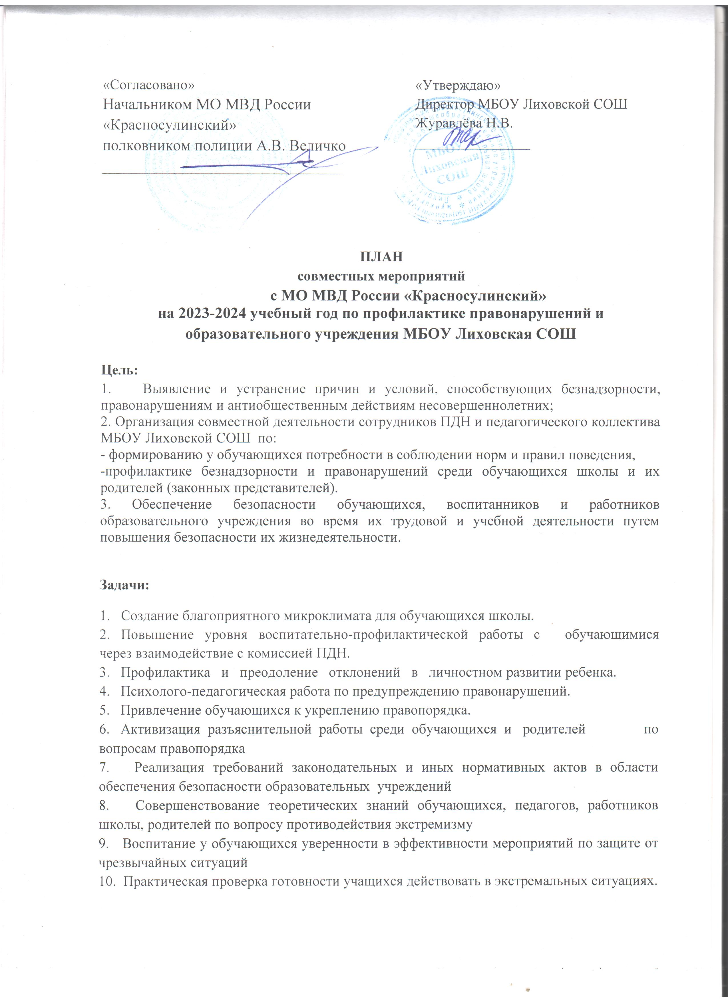 «Согласовано»
Начальником МО МВД России
«Красносулинский»
полковником полиции А.В. Величко
«Утверждаю»
Директор МБОУ Лиховской СОШ
Журавлёва Н.В.
МБОУ
Лиховская
СОШ
ПЛАН
совместных мероприятий
с МО МВД России «Красносулинский»
на 2023-2024 учебный год по профилактике правонарушений и
образовательного учреждения МБОУ Лиховская СОШ
Цель:
1. Выявление и устранение причин и условий, способствующих безнадзорности,
правонарушениям и антиобщественным действиям несовершеннолетних;
2. Организация совместной деятельности сотрудников ПДН и педагогического коллектива
МБОУ Лиховской СОШ по:
- формированию у обучающихся потребности в соблюдении норм и правил поведения,
-профилактике безнадзорности и правонарушений среди обучающихся школы и их
родителей (законных представителей).
3. Обеспечение безопасности обучающихся, воспитанников и работников
образовательного учреждения во время их трудовой и учебной деятельности путем
повышения безопасности их жизнедеятельности.
Задачи:
1. Создание благоприятного микроклимата для обучающихся школы.
2. Повышение уровня воспитательно-профилактической работы с обучающимися
через взаимодействие с комиссией ПДН.
3. Профилактика и преодоление отклонений в личностном развитии ребенка.
4. Психолого-педагогическая работа по предупреждению правонарушений.
5. Привлечение обучающихся к укреплению правопорядка.
6. Активизация разъяснительной работы среди обучающихся и родителей по
вопросам правопорядка
7. Реализация требований законодательных и иных нормативных актов в области
обеспечения безопасности образовательных учреждений
8. Совершенствование теоретических знаний обучающихся, педагогов, работников
школы, родителей по вопросу противодействия экстремизму
9. Воспитание у обучающихся уверенности в эффективности мероприятий по защите от
чрезвычайных ситуаций
10. Практическая проверка готовности учащихся действовать в экстремальных ситуациях.